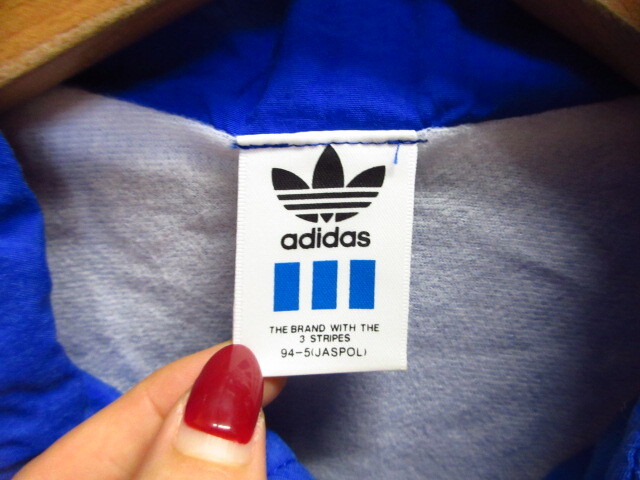 adidas
THE BRAND WITH THE
3 STRIPES
94-5(JASPOL)